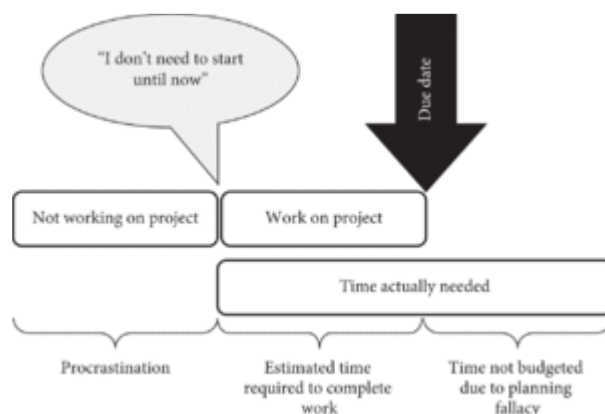 "I don't need to start
until now"
Due date
Not working on project
Work on project
Time actually needed
Procrastination
Estimated time
required to complete
work
Time not budgeted
due to planning
fallacy